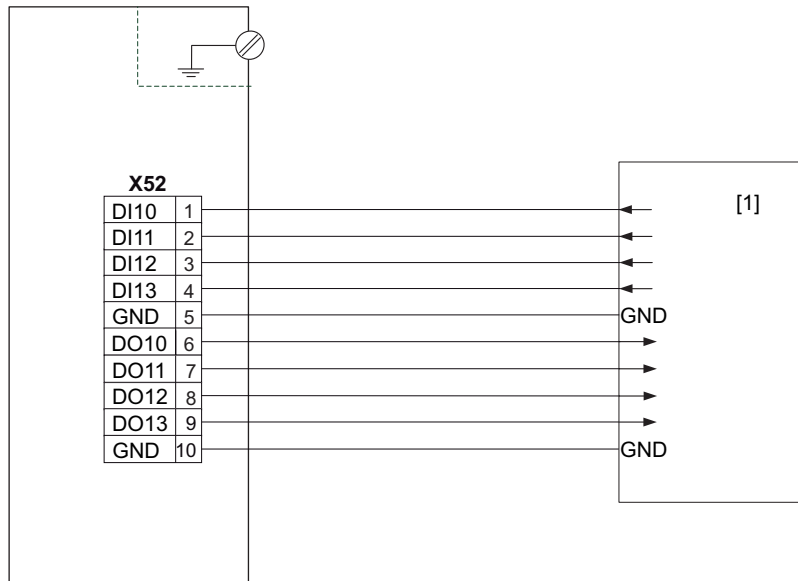 X52
[1]
DI10 1
DI11 2
DI12 3
DI13 4
GND 5 GND
DO10 6
DO11 7
DO12 8
DO13 9
GND 10 GND